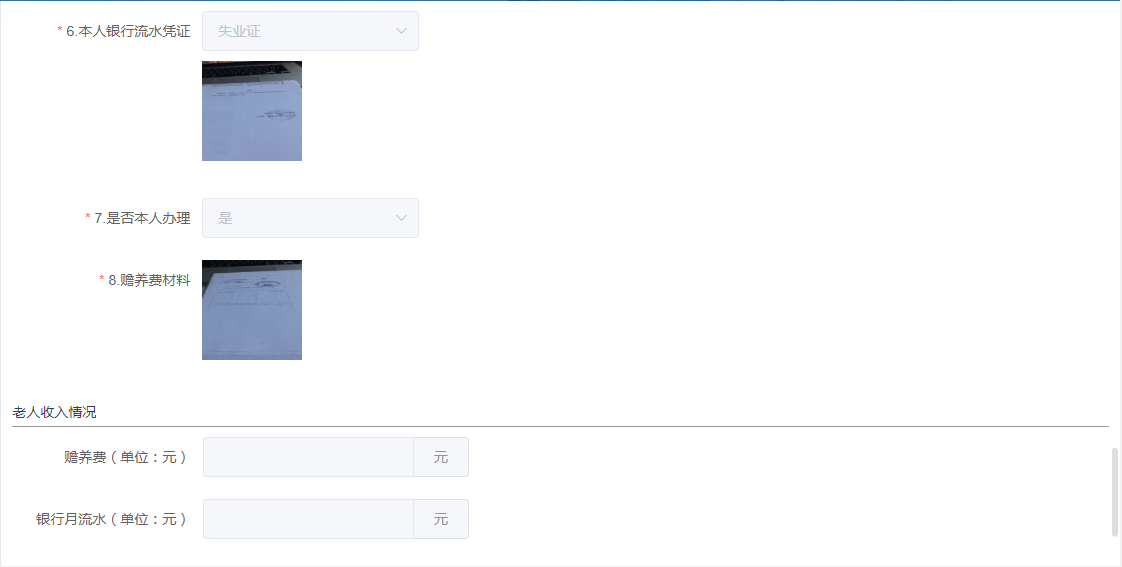 * 6.本人银行流水凭证 失业证
* 7.是否本人办理 是
* 8.赡养费材料
老人收入情况
赡养费（单位：元） 元
银行月流水（单位：元） 元